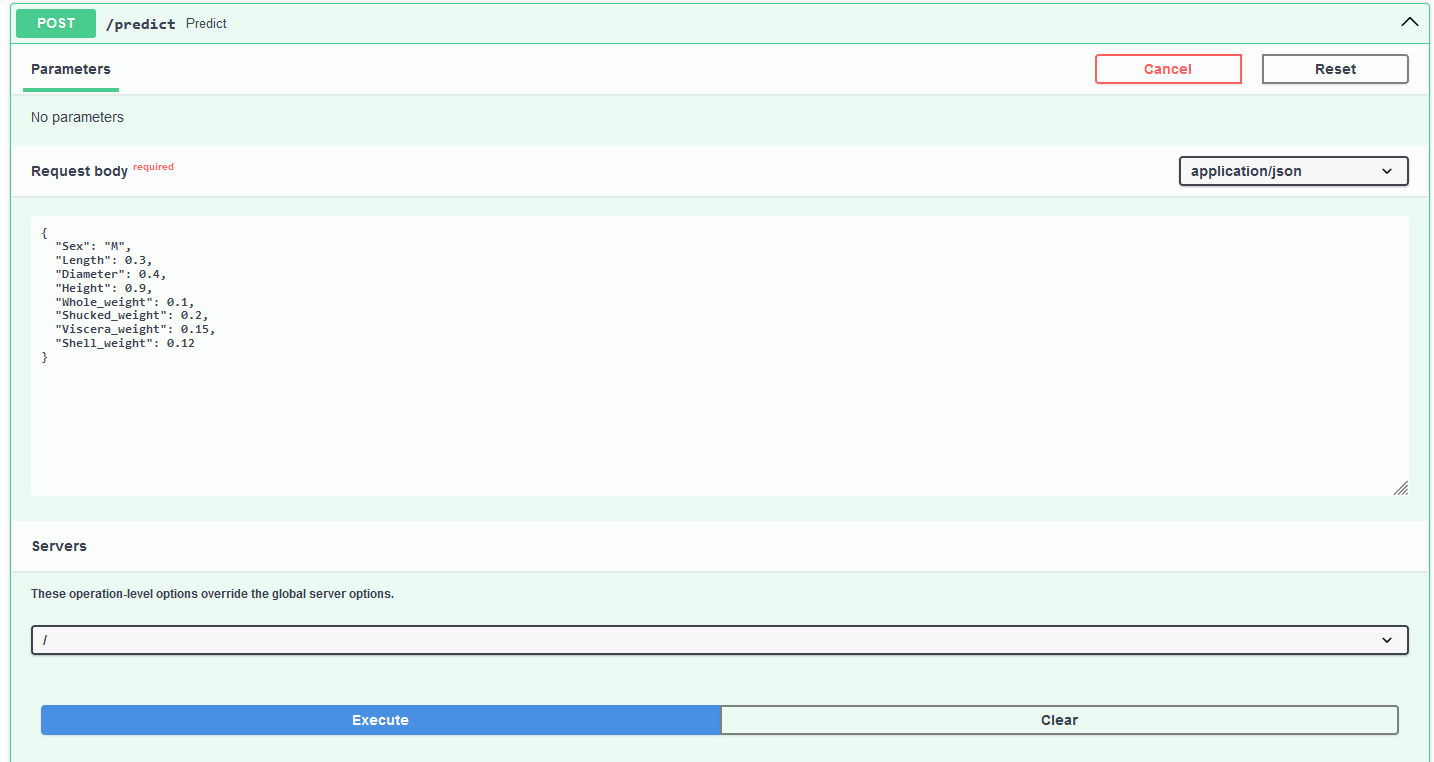 POST /predict Predict
Parameters Cancel Reset
No parameters
Request body required application/json
{
  "Sex": "M",
  "Length": 0.3,
  "Diameter": 0.4,
  "Height": 0.9,
  "Whole_weight": 0.1,
  "Shucked_weight": 0.2,
  "Viscera_weight": 0.15,
  "Shell_weight": 0.12
}
Servers
These operation-level options override the global server options.
/
Execute Clear